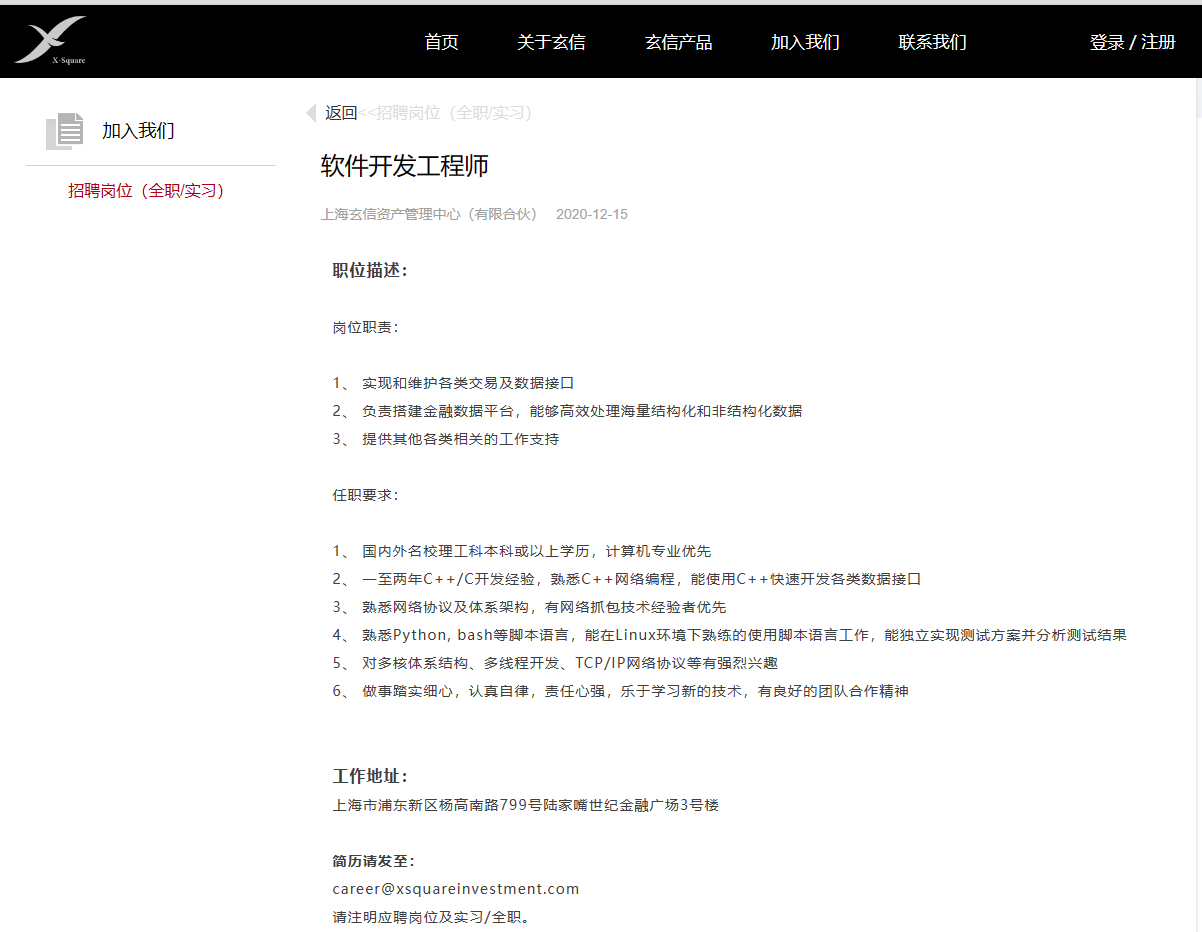 X-Square
首页 关于玄信 玄信产品 加入我们 联系我们 登录 / 注册
加入我们
招聘岗位（全职/实习）
返回<<招聘岗位（全职/实习）
软件开发工程师
上海玄信资产管理中心（有限合伙） 2020-12-15
职位描述：
岗位职责：
1、 实现和维护各类交易及数据接口
2、 负责搭建金融数据平台，能够高效处理海量结构化和非结构化数据
3、 提供其他各类相关的工作支持
任职要求：
1、 国内外名校理工科本科或以上学历，计算机专业优先
2、 一至两年C++/C开发经验，熟悉C++网络编程，能使用C++快速开发各类数据接口
3、 熟悉网络协议及体系架构，有网络抓包技术经验者优先
4、 熟悉Python, bash等脚本语言，能在Linux环境下熟练的使用脚本语言工作，能独立实现测试方案并分析测试结果
5、 对多核体系结构、多线程开发、TCP/IP网络协议等有强烈兴趣
6、 做事踏实细心，认真自律，责任心强，乐于学习新的技术，有良好的团队合作精神
工作地址：
上海市浦东新区杨高南路799号陆家嘴世纪金融广场3号楼
简历请发至：
career@xsquareinvestment.com
请注明应聘岗位及实习/全职。